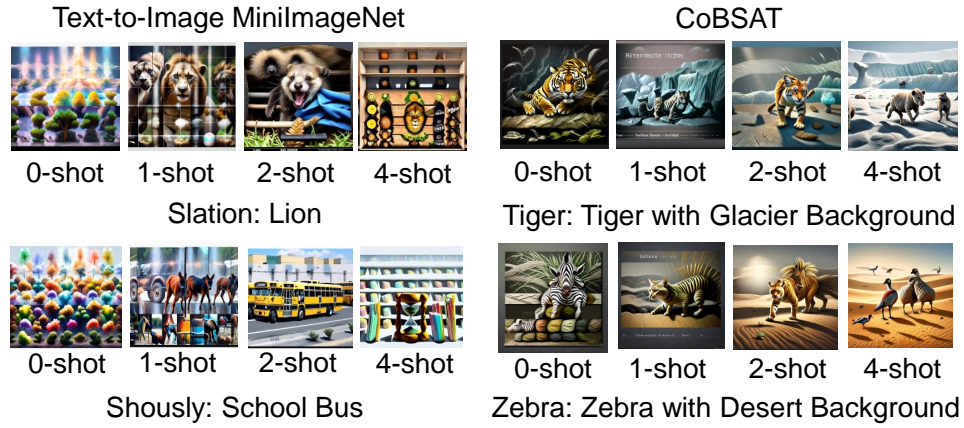 Text-to-Image MiniImageNet
0-shot 1-shot 2-shot 4-shot
Slation: Lion
0-shot 1-shot 2-shot 4-shot
Shously: School Bus
CoBSAT
0-shot 1-shot 2-shot 4-shot
Tiger: Tiger with Glacier Background
0-shot 1-shot 2-shot 4-shot
Zebra: Zebra with Desert Background